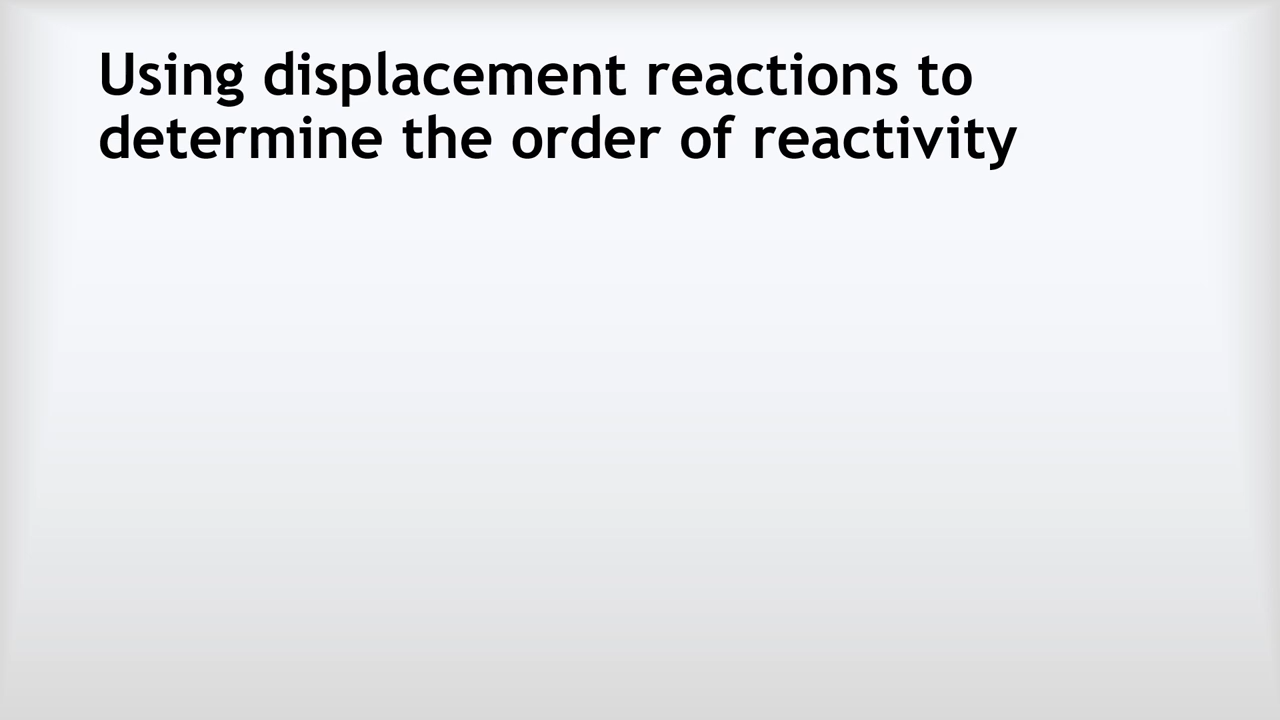 Using displacement reactions to
determine the order of reactivity